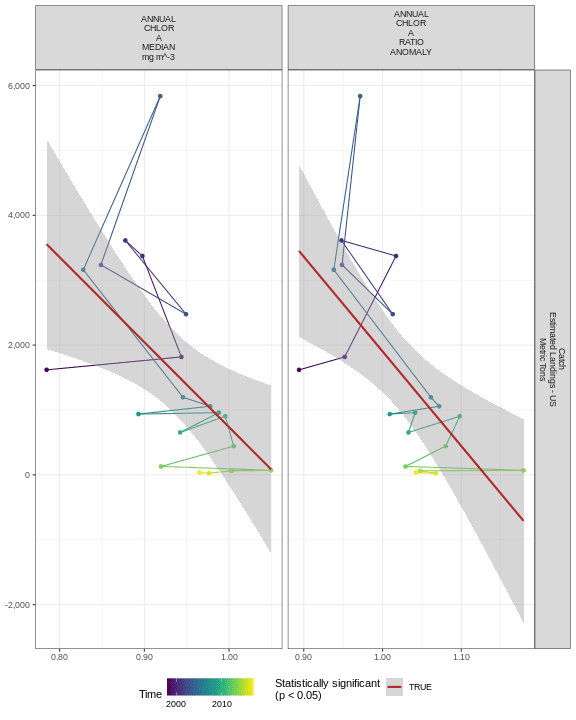 ANNUAL
CHLOR
A
MEDIAN
mg m^-3
ANNUAL
CHLOR
A
RATIO
ANOMALY
6,000
4,000
2,000
0
-2,000
Catch
Estimated Landings - US
Metric Tons
0.80
0.90
1.00
0.90
1.00
1.10
Time
2000
2010
Statistically significant
(p < 0.05)
TRUE